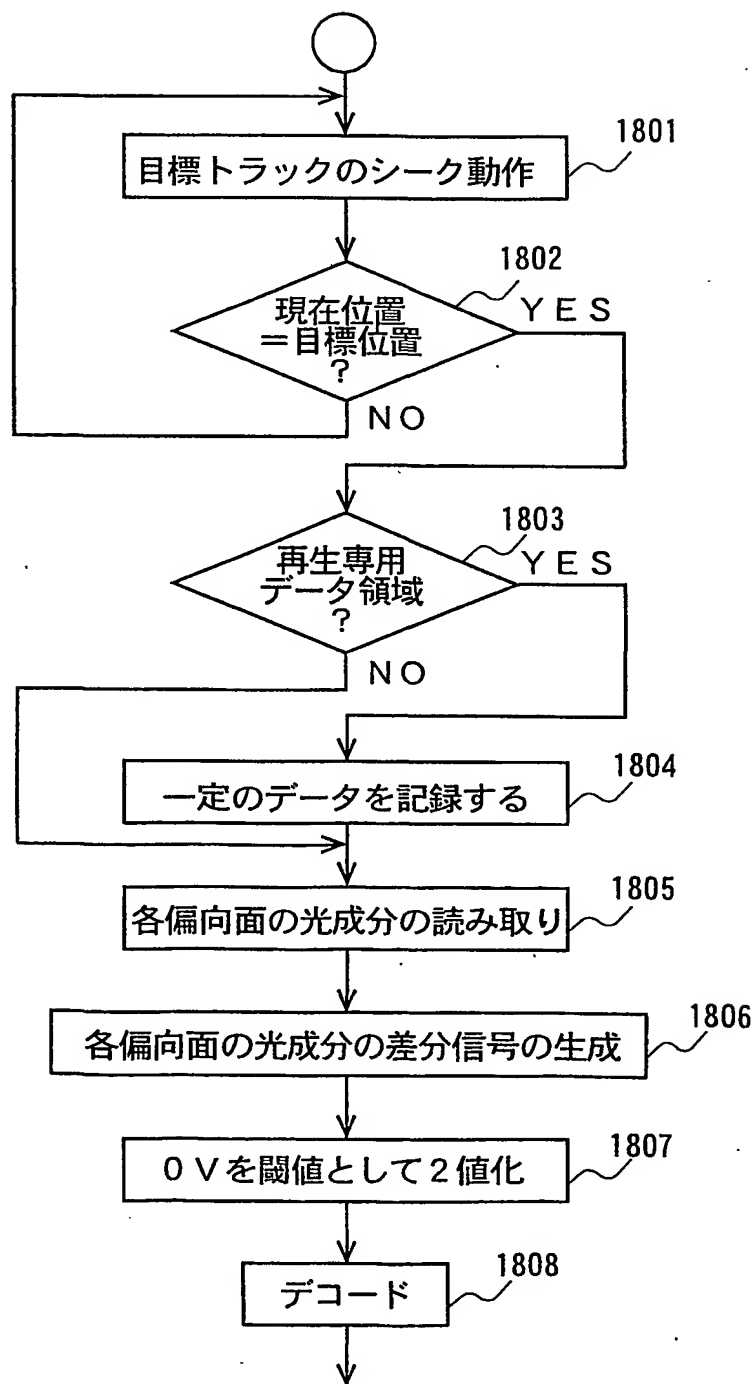 1801
目標トラックのシーク動作
1802
現在位置
＝目標位置
？
ＹＥＳ
ＮＯ
1803
再生専用
データ領域
？
ＹＥＳ
ＮＯ
1804
一定のデータを記録する
1805
各偏向面の光成分の読み取り
1806
各偏向面の光成分の差分信号の生成
1807
０Ｖを閾値として２値化
1808
デコード